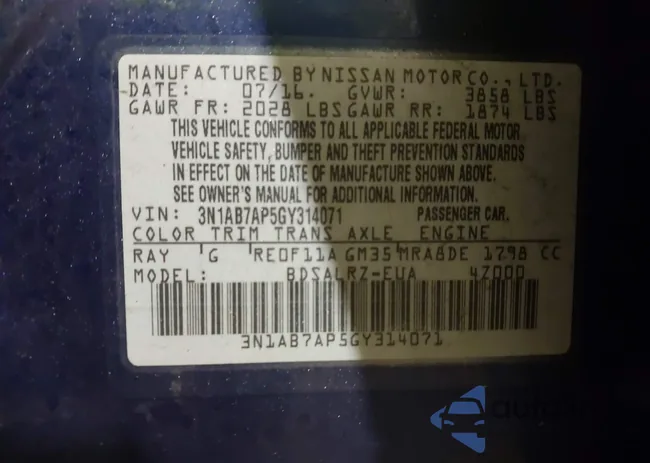 MANUFACTURED BY NISSAN MOTOR CO., LTD.
DATE: 07/16 GVWR: 3858 LBS
GAWR FR: 2028 LBS GAWR RR: 1874 LBS
THIS VEHICLE CONFORMS TO ALL APPLICABLE FEDERAL MOTOR
VEHICLE SAFETY, BUMPER AND THEFT PREVENTION STANDARDS
IN EFFECT ON THE DATE OF MANUFACTURE SHOWN ABOVE.
SEE OWNER'S MANUAL FOR ADDITIONAL INFORMATION.
VIN: 3N1AB7AP5GY314071 PASSENGER CAR
COLOR TRIM TRANS AXLE ENGINE
RAY G RE0F11A GM35 MRA8DE 1798 CC
MODEL: BDSALRZ-EUA 4Z000
3N1AB7AP5GY314071